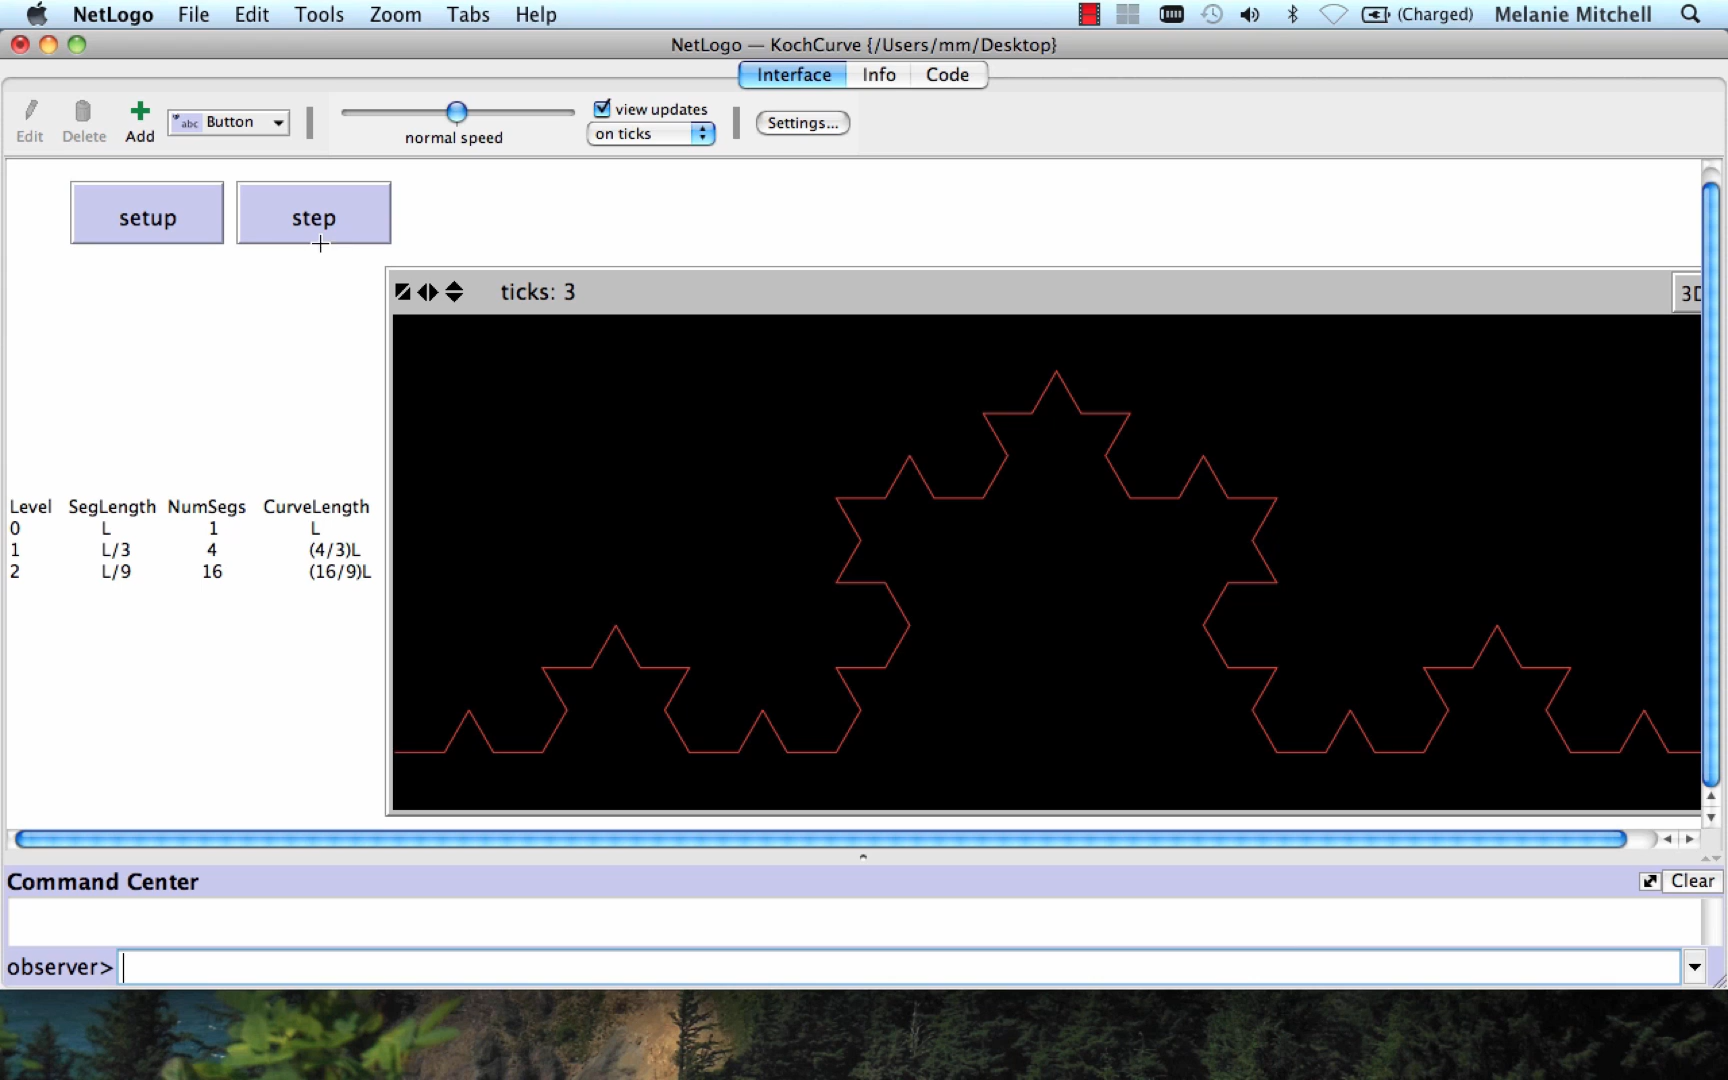 NetLogo File Edit Tools Zoom Tabs Help (Charged) Melanie Mitchell
NetLogo — KochCurve {/Users/mm/Desktop}
Interface Info Code
Edit Delete Add abc Button normal speed view updates on ticks Settings...
setup step
ticks: 3 3D
Level SegLength NumSegs CurveLength
0 L 1 L
1 L/3 4 (4/3)L
2 L/9 16 (16/9)L
Command Center Clear
observer>